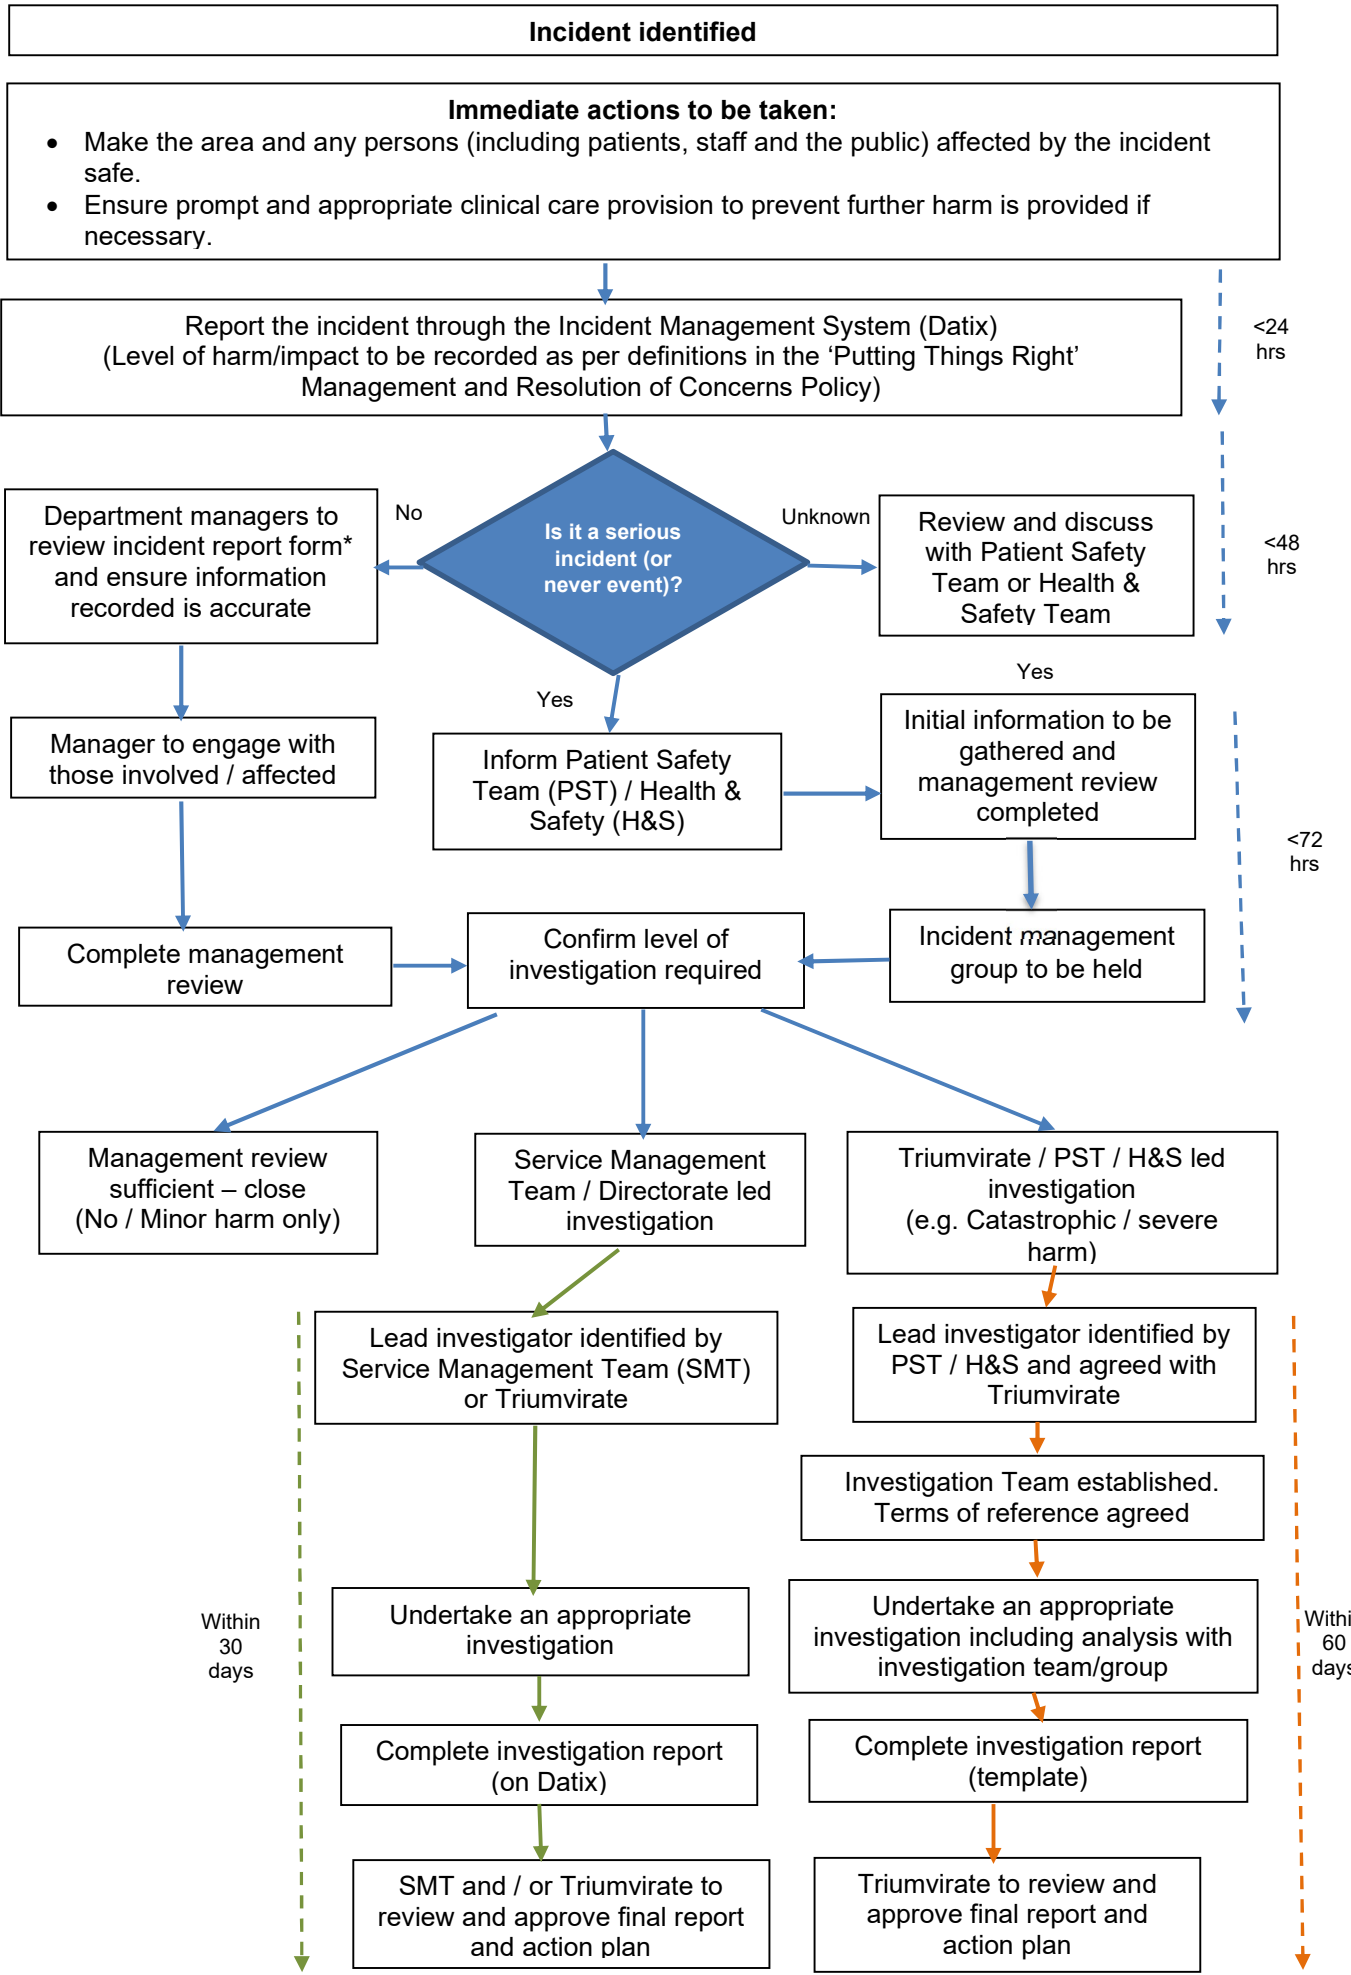 Incident identified
Immediate actions to be taken:
• Make the area and any persons (including patients, staff and the public) affected by the incident
safe.
• Ensure prompt and appropriate clinical care provision to prevent further harm is provided if
necessary.
Report the incident through the Incident Management System (Datix)
(Level of harm/impact to be recorded as per definitions in the ‘Putting Things Right’
Management and Resolution of Concerns Policy)
<24
hrs
Department managers to
review incident report form*
and ensure information
recorded is accurate
No
Is it a serious
incident (or
never event)?
Unknown
Review and discuss
with Patient Safety
Team or Health &
Safety Team
<48
hrs
Yes
Yes
Manager to engage with
those involved / affected
Inform Patient Safety
Team (PST) / Health &
Safety (H&S)
Initial information to be
gathered and
management review
completed
<72
hrs
Complete management
review
Confirm level of
investigation required
Incident management
group to be held
Management review
sufficient – close
(No / Minor harm only)
Service Management
Team / Directorate led
investigation
Triumvirate / PST / H&S led
investigation
(e.g. Catastrophic / severe
harm)
Lead investigator identified by
Service Management Team (SMT)
or Triumvirate
Lead investigator identified by
PST / H&S and agreed with
Triumvirate
Investigation Team established.
Terms of reference agreed
Within
30
days
Undertake an appropriate
investigation
Undertake an appropriate
investigation including analysis with
investigation team/group
Withi
60
days
Complete investigation report
(on Datix)
Complete investigation report
(template)
SMT and / or Triumvirate to
review and approve final report
and action plan
Triumvirate to review and
approve final report and
action plan